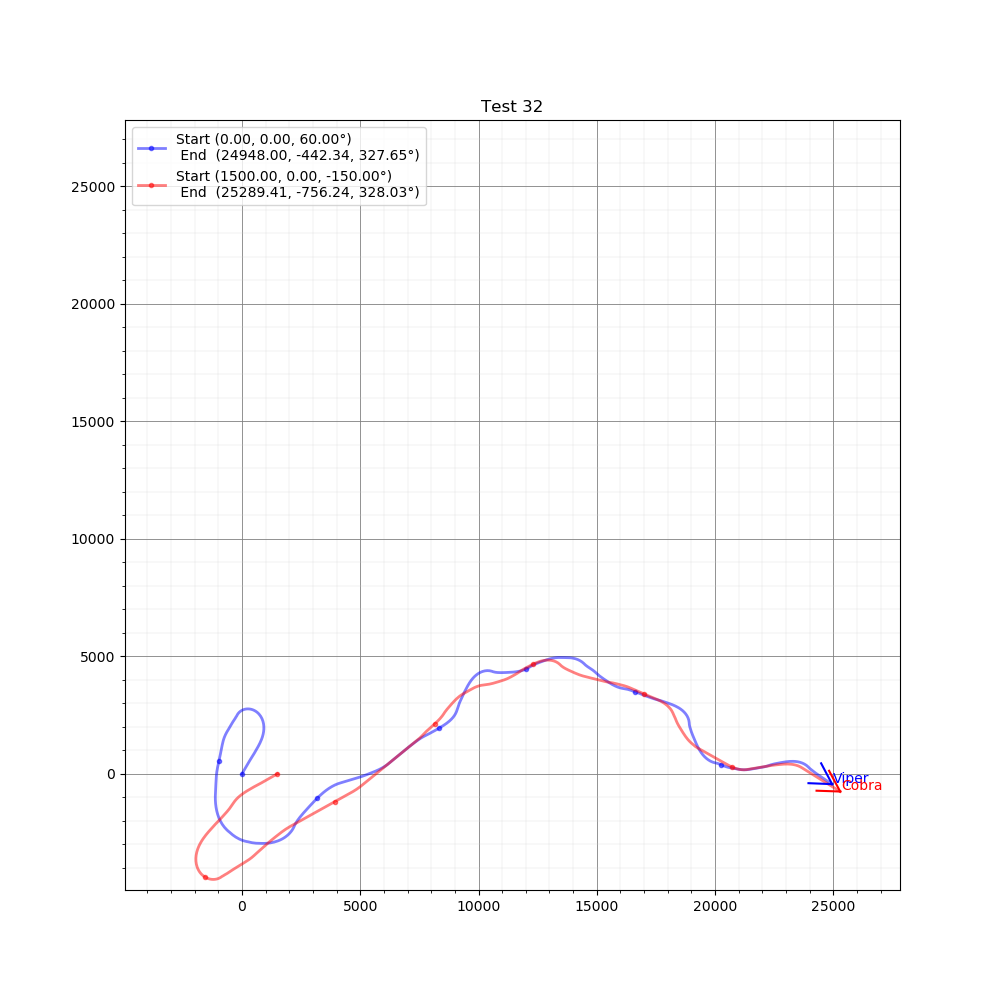 Test 32
Start (0.00, 0.00, 60.00°)
End  (24948.00, -442.34, 327.65°)
Start (1500.00, 0.00, -150.00°)
End  (25289.41, -756.24, 328.03°)
25000
20000
15000
10000
5000
0
Viper
Cobra
0 5000 10000 15000 20000 25000